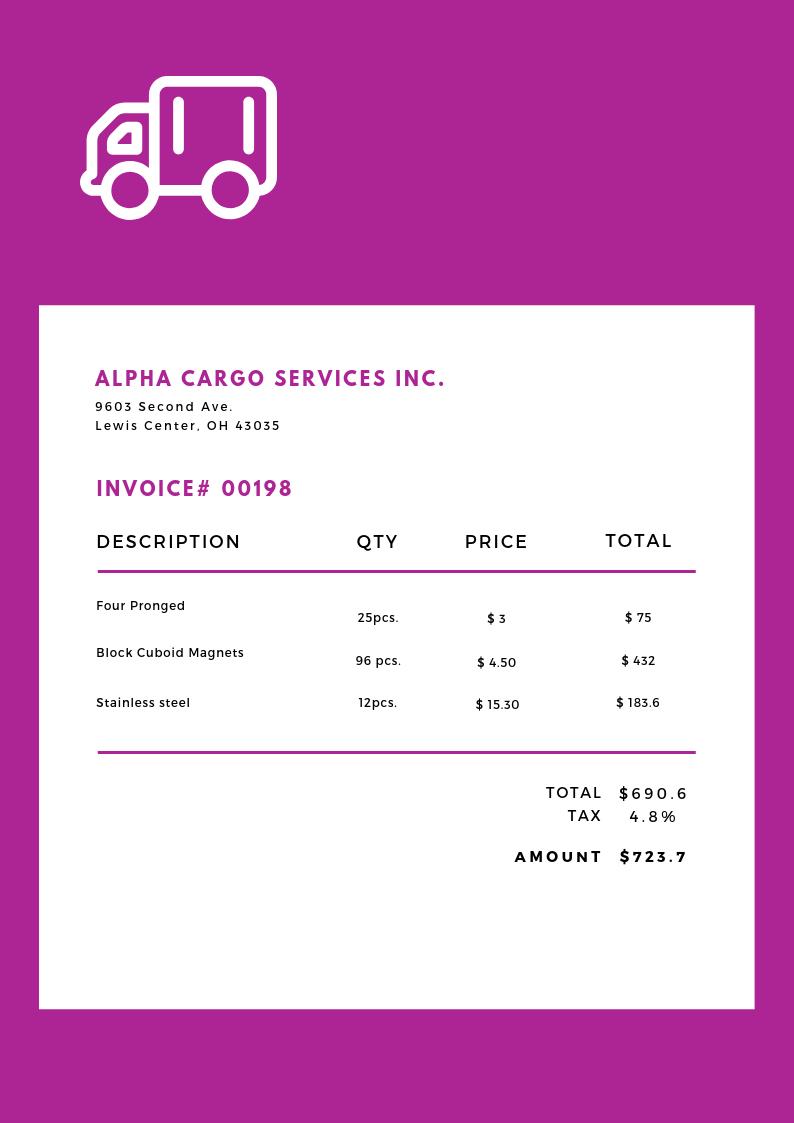 ALPHA CARGO SERVICES INC.
9603 Second Ave.
Lewis Center, OH 43035
INVOICE# 00198
DESCRIPTION QTY PRICE TOTAL
Four Pronged 25pcs. $ 3 $ 75
Block Cuboid Magnets 96 pcs. $ 4.50 $ 432
Stainless steel 12pcs. $ 15.30 $ 183.6
TOTAL $690.6
TAX 4.8%
AMOUNT $723.7